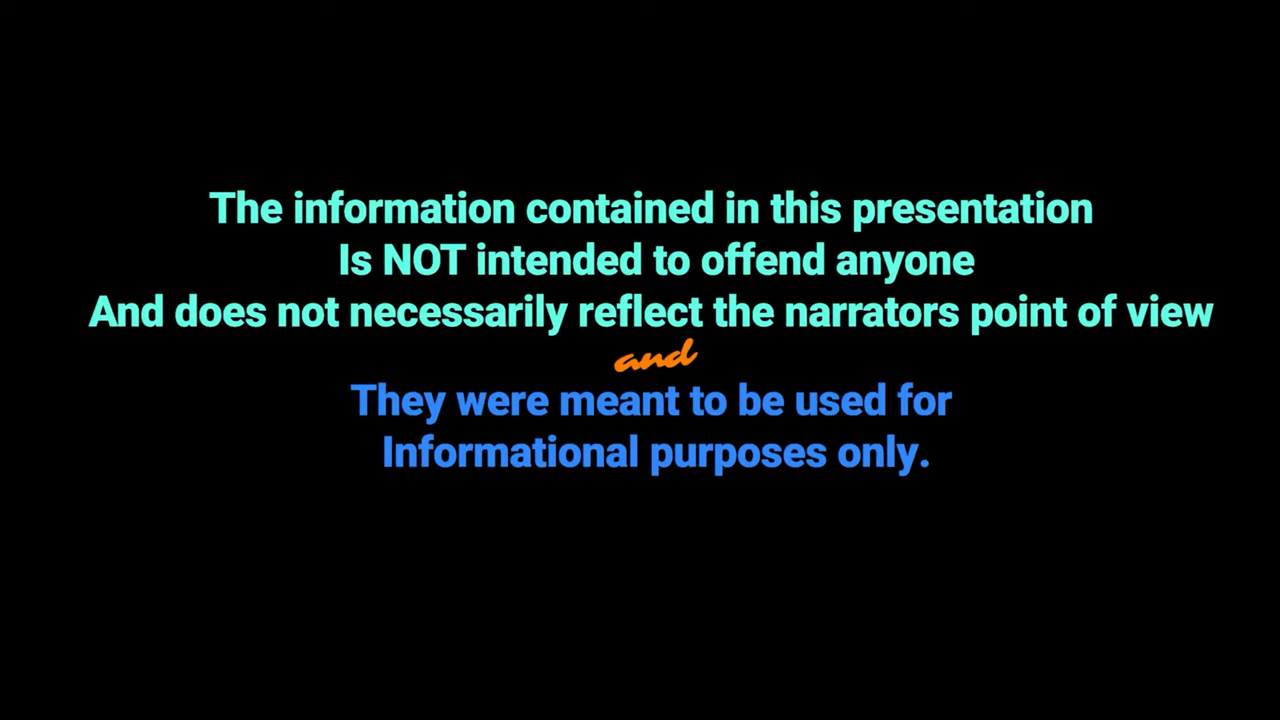 The information contained in this presentation
Is NOT intended to offend anyone
And does not necessarily reflect the narrators point of view
and
They were meant to be used for
Informational purposes only.